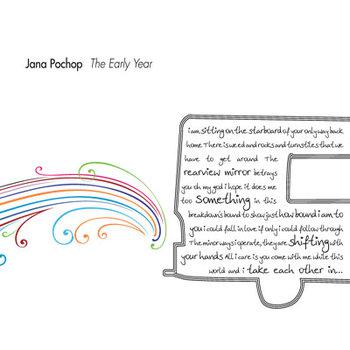 Jana Pochop The Early Year
i am sitting on the starboard of your only way back
home. There is weed and rocks and turnstiles that we
have to get around. The
rearview mirror betrays
you oh my god i hope it does me
too. Something in this
breakdown's bound to show just how bound i am to
you i could fall in love if only i could follow through
The mirror ways i operate, they are shifting with
your hands. All i care is you come with me while this
world and i take each other in...